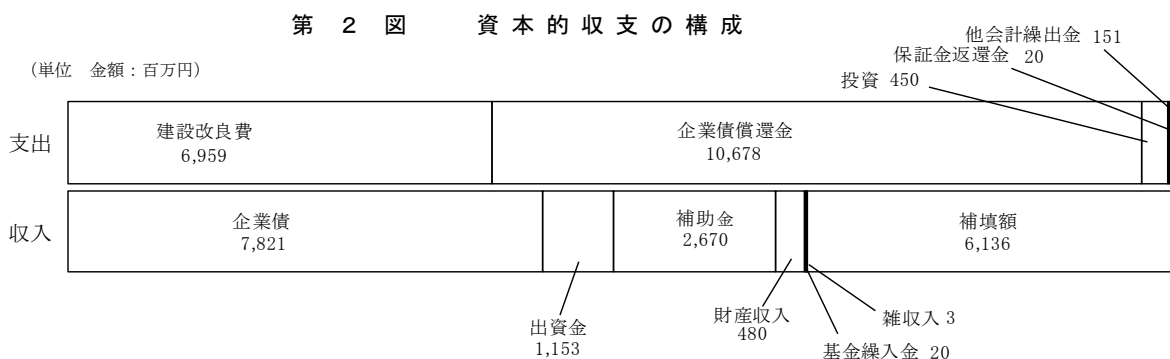 第 2 図 資本的収支の構成
（単位 金額：百万円）
他会計繰出金 151
保証金返還金 20
投資 450
支出
建設改良費
6,959
企業債償還金
10,678
収入
企業債
7,821
補助金
2,670
補填額
6,136
出資金
1,153
財産収入
480
雑収入 3
基金繰入金 20